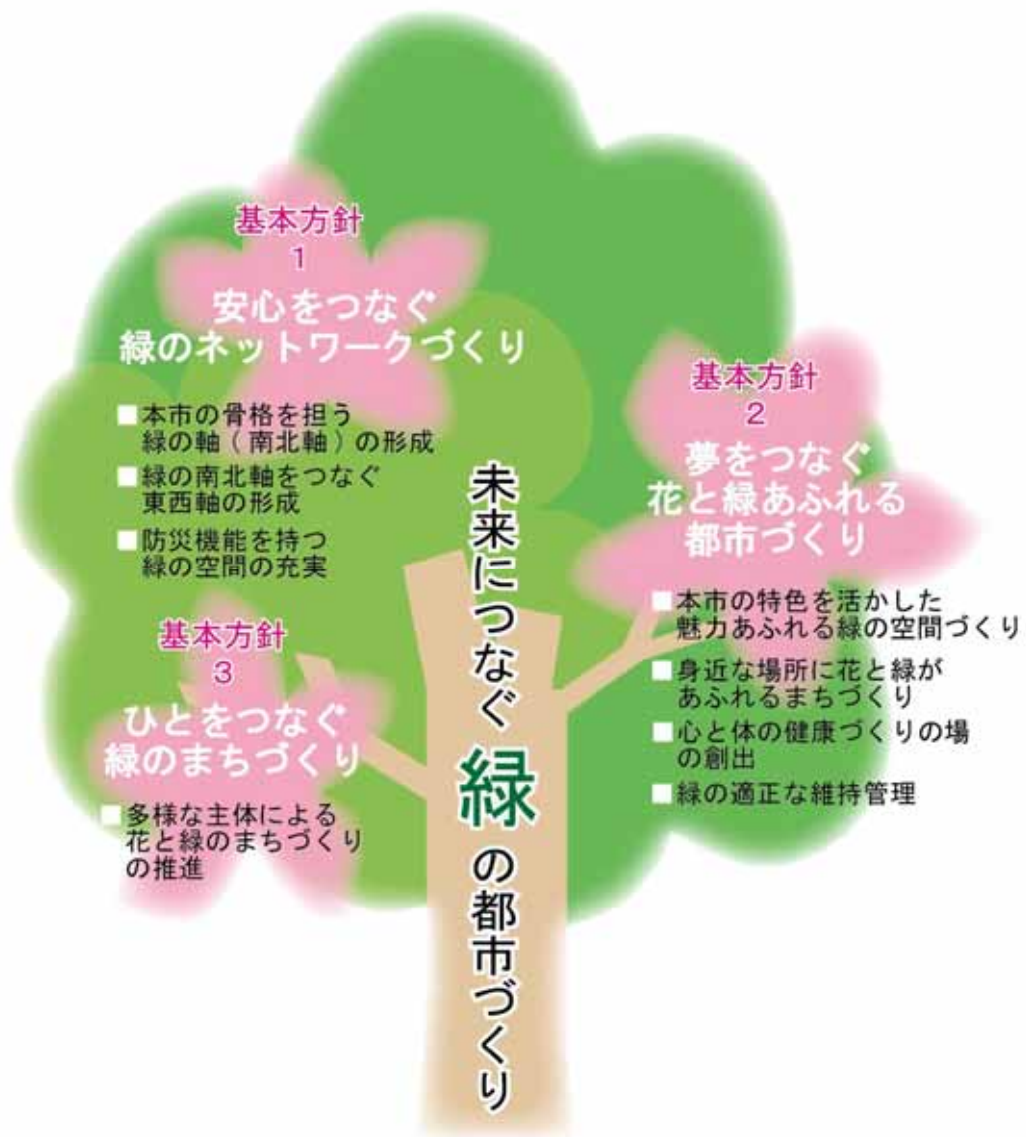 基本方針
1
安心をつなぐ
緑のネットワークづくり
■本市の骨格を担う
緑の軸(南北軸)の形成
■緑の南北軸をつなぐ
東西軸の形成
■防災機能を持つ
緑の空間の充実
基本方針
2
夢をつなぐ
花と緑あふれる
都市づくり
■本市の特色を活かした
魅力あふれる緑の空間づくり
■身近な場所に花と緑が
あふれるまちづくり
■心と体の健康づくりの場
の創出
■緑の適正な維持管理
基本方針
3
ひとをつなぐ
緑のまちづくり
■多様な主体による
花と緑のまちづくり
の推進
未来につなぐ緑の都市づくり